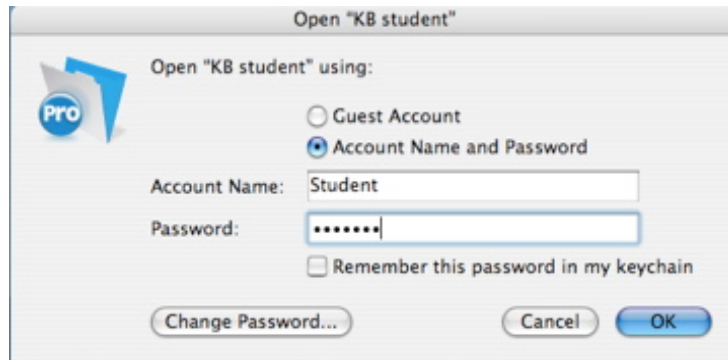 Open "KB student"
Pro
Open "KB student" using:
Guest Account
Account Name and Password
Account Name: Student
Password: •••••••
Remember this password in my keychain
Change Password... Cancel OK